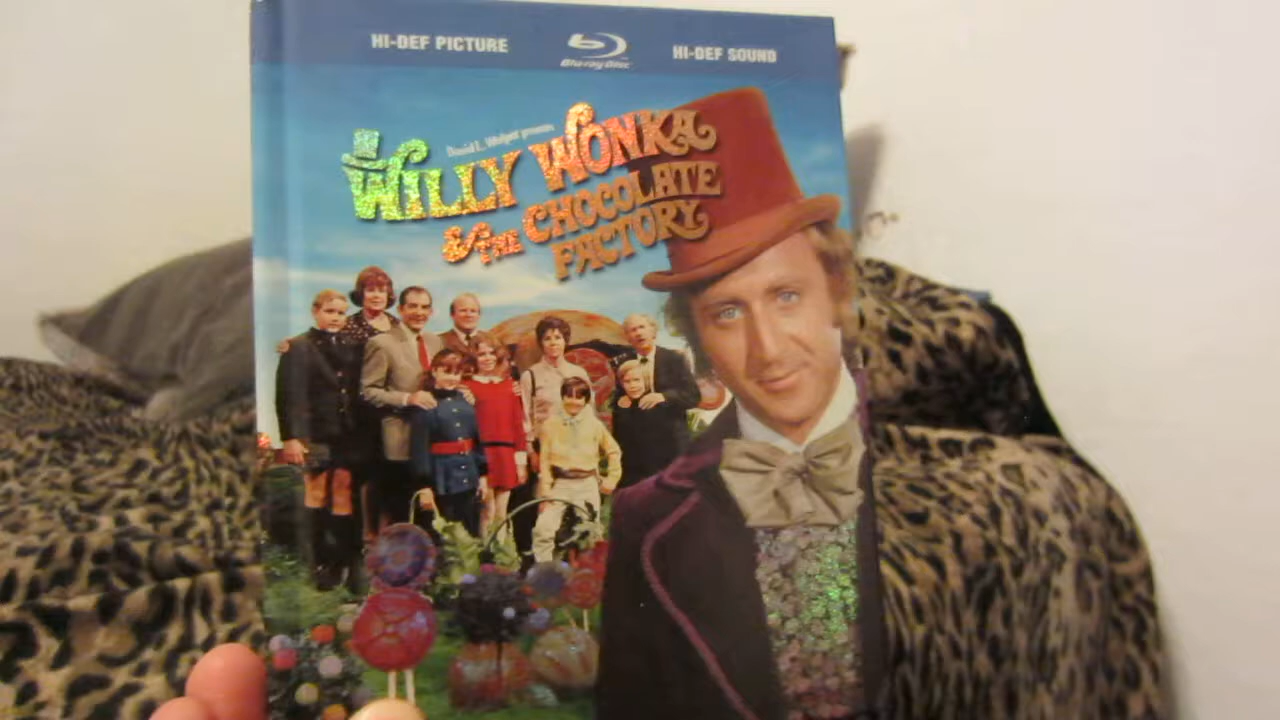 HI-DEF PICTURE
Blu-ray Disc
HI-DEF SOUND
David L. Wolper presents
WILLY WONKA
& THE CHOCOLATE
FACTORY